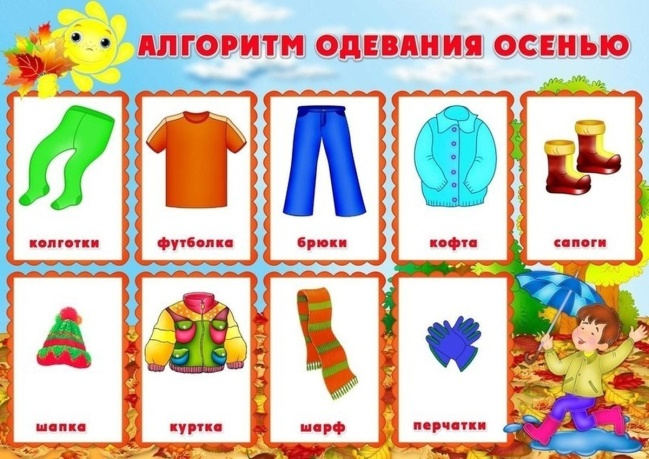 АЛГОРИТМ ОДЕВАНИЯ ОСЕНЬЮ
колготки
футболка
брюки
кофта
сапоги
шапка
куртка
шарф
перчатки